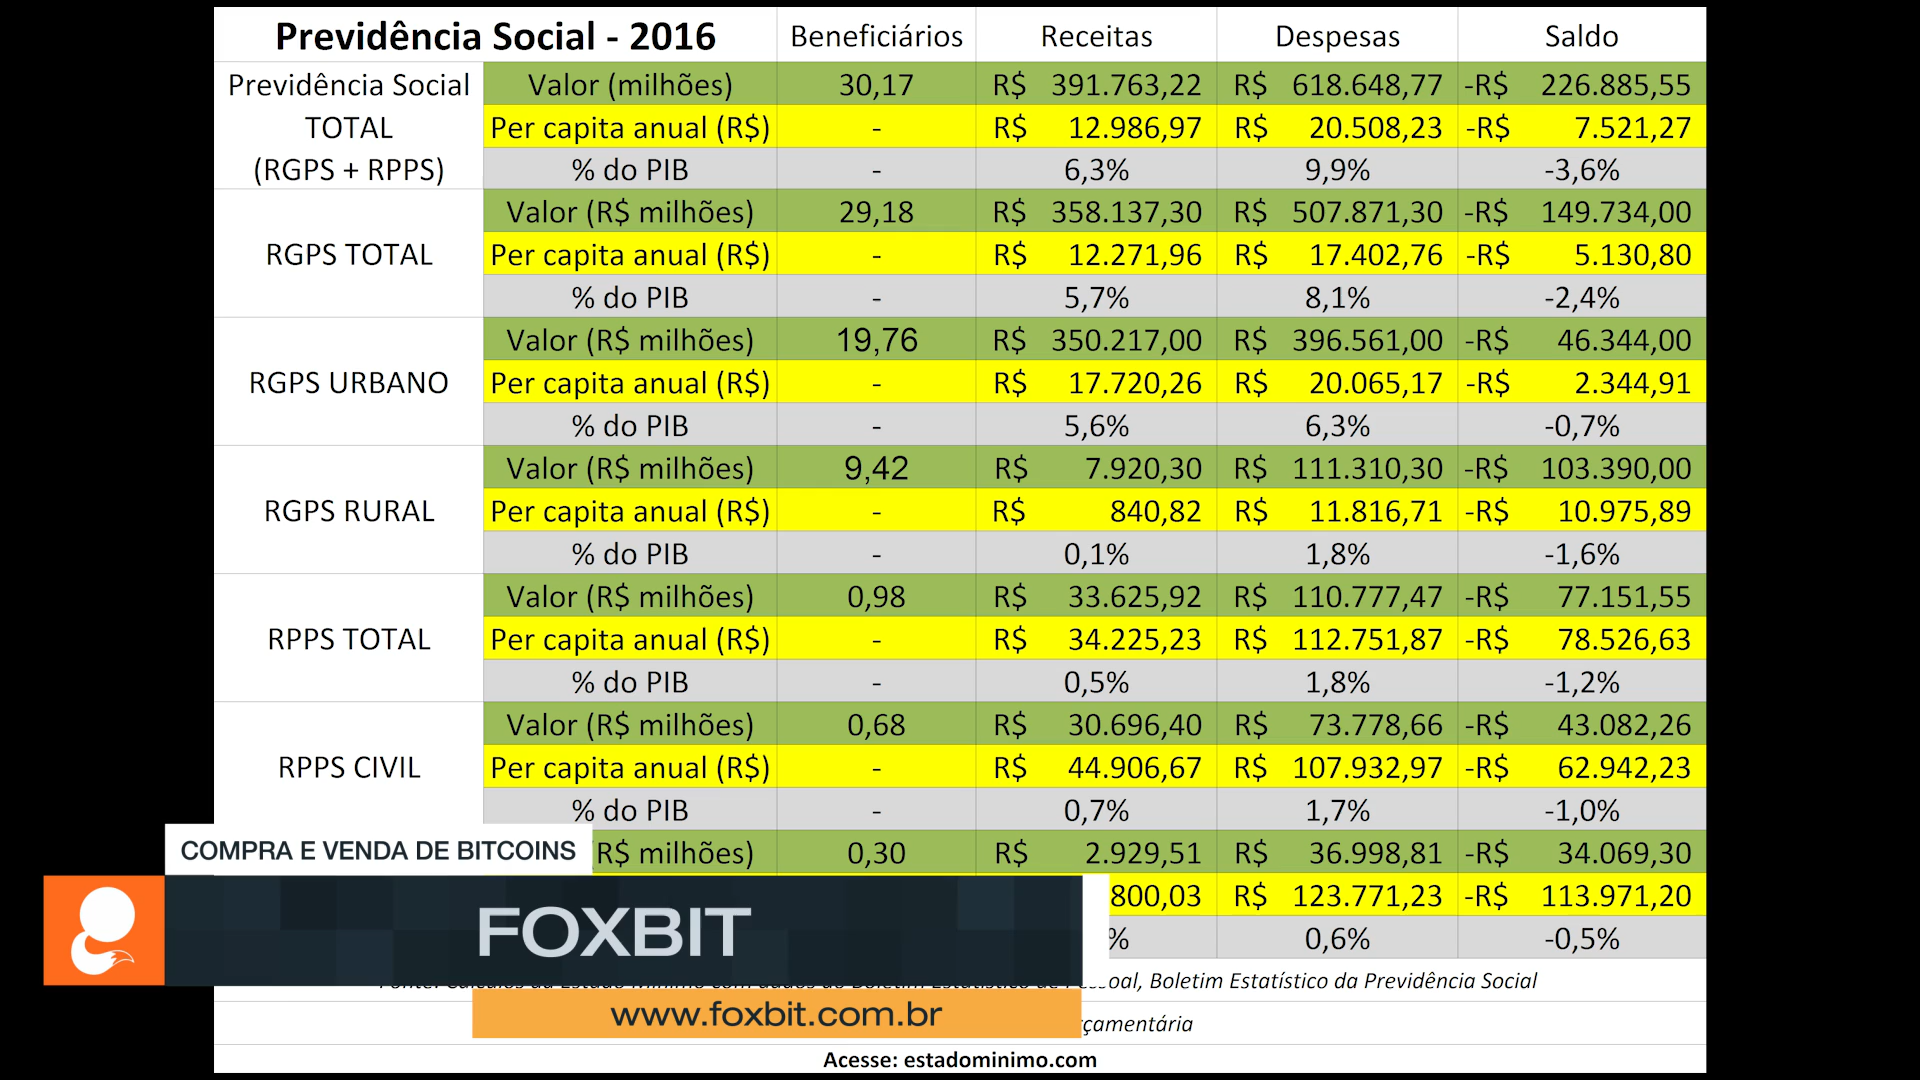 Previdência Social - 2016 Beneficiários Receitas Despesas Saldo
Previdência Social TOTAL (RGPS + RPPS)
Valor (milhões) 30,17 R$ 391.763,22 R$ 618.648,77 -R$ 226.885,55
Per capita anual (R$) - R$ 12.986,97 R$ 20.508,23 -R$ 7.521,27
% do PIB - 6,3% 9,9% -3,6%
RGPS TOTAL
Valor (R$ milhões) 29,18 R$ 358.137,30 R$ 507.871,30 -R$ 149.734,00
Per capita anual (R$) - R$ 12.271,96 R$ 17.402,76 -R$ 5.130,80
% do PIB - 5,7% 8,1% -2,4%
RGPS URBANO
Valor (R$ milhões) 19,76 R$ 350.217,00 R$ 396.561,00 -R$ 46.344,00
Per capita anual (R$) - R$ 17.720,26 R$ 20.065,17 -R$ 2.344,91
% do PIB - 5,6% 6,3% -0,7%
RGPS RURAL
Valor (R$ milhões) 9,42 R$ 7.920,30 R$ 111.310,30 -R$ 103.390,00
Per capita anual (R$) - R$ 840,82 R$ 11.816,71 -R$ 10.975,89
% do PIB - 0,1% 1,8% -1,6%
RPPS TOTAL
Valor (R$ milhões) 0,98 R$ 33.625,92 R$ 110.777,47 -R$ 77.151,55
Per capita anual (R$) - R$ 34.225,23 R$ 112.751,87 -R$ 78.526,63
% do PIB - 0,5% 1,8% -1,2%
RPPS CIVIL
Valor (R$ milhões) 0,68 R$ 30.696,40 R$ 73.778,66 -R$ 43.082,26
Per capita anual (R$) - R$ 44.906,67 R$ 107.932,97 -R$ 62.942,23
% do PIB - 0,7% 1,7% -1,0%
R$ milhões) 0,30 R$ 2.929,51 R$ 36.998,81 -R$ 34.069,30
800,03 R$ 123.771,23 -R$ 113.971,20
% 0,6% -0,5%
COMPRA E VENDA DE BITCOINS
FOXBIT
www.foxbit.com.br
Boletim Estatístico da Previdência Social
Acesse: estadominimo.com